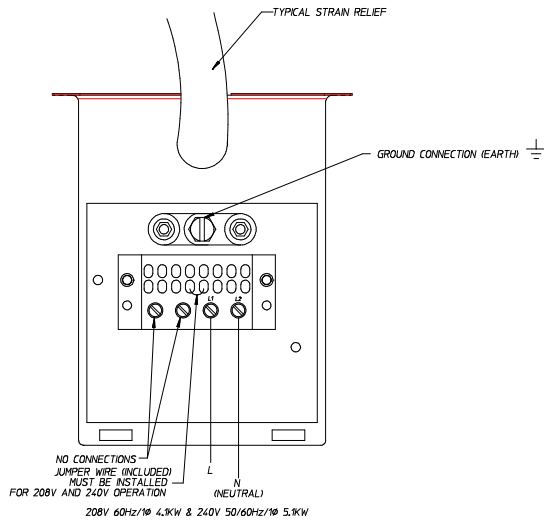 TYPICAL STRAIN RELIEF
GROUND CONNECTION (EARTH)
L1 L2
NO CONNECTIONS
JUMPER WIRE (INCLUDED)
MUST BE INSTALLED
FOR 208V AND 240V OPERATION
L
N
(NEUTRAL)
208V 60Hz/1ø 4.1KW & 240V 50/60Hz/1ø 5.1KW